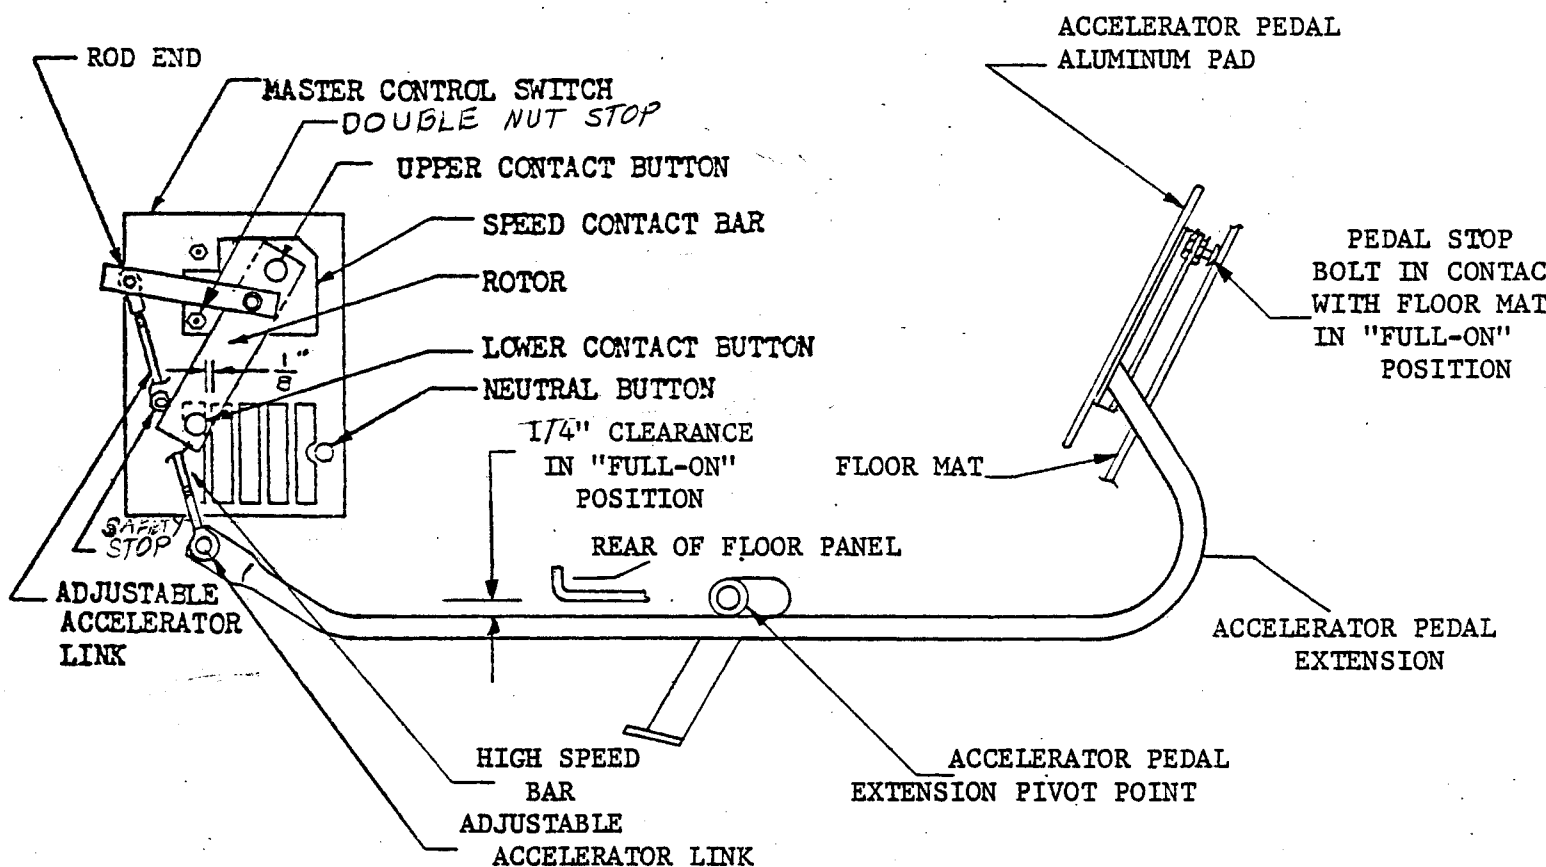 ACCELERATOR PEDAL
ALUMINUM PAD
ROD END
MASTER CONTROL SWITCH
DOUBLE NUT STOP
UPPER CONTACT BUTTON
SPEED CONTACT BAR
ROTOR
LOWER CONTACT BUTTON
1/8"
NEUTRAL BUTTON
1/4" CLEARANCE
IN "FULL-ON"
POSITION
PEDAL STOP
BOLT IN CONTAC
WITH FLOOR MAT
IN "FULL-ON"
POSITION
FLOOR MAT
SAFETY
STOP
REAR OF FLOOR PANEL
ADJUSTABLE
ACCELERATOR
LINK
ACCELERATOR PEDAL
EXTENSION
HIGH SPEED
BAR
ADJUSTABLE
ACCELERATOR LINK
ACCELERATOR PEDAL
EXTENSION PIVOT POINT